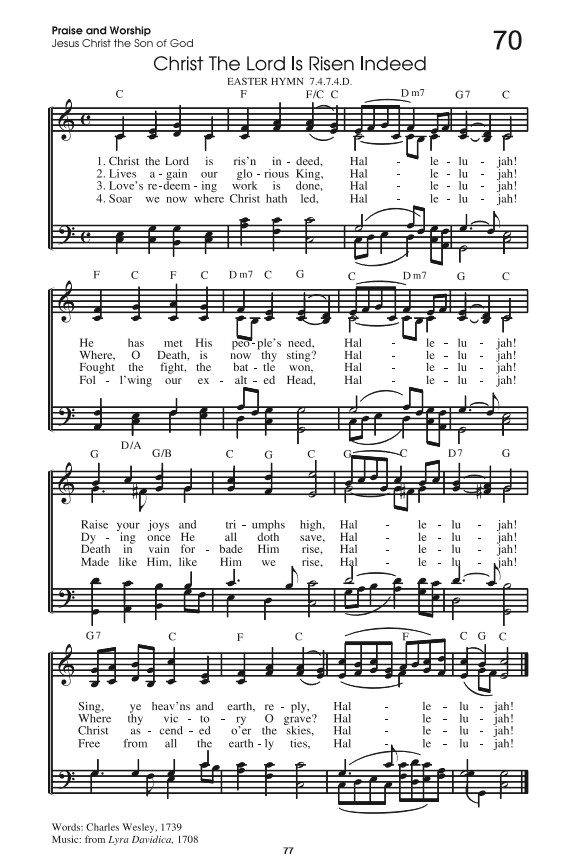 Praise and Worship
Jesus Christ the Son of God
70
Christ The Lord Is Risen Indeed
EASTER HYMN 7.4.7.4.D.
C F F/C C Dm7 G7 C
1. Christ the Lord is ris'n in - deed, Hal - le - lu - jah!
2. Lives a - gain our glo - rious King, Hal - le - lu - jah!
3. Love's re-deem - ing work is done, Hal - le - lu - jah!
4. Soar we now where Christ hath led, Hal - le - lu - jah!
F C F C Dm7 C G C Dm7 G C
He has met His peo-ple's need, Hal - le - lu - jah!
Where, O Death, is now thy sting? Hal - le - lu - jah!
Fought the fight, the bat - tle won, Hal - le - lu - jah!
Fol - l'wing our ex - alt - ed Head, Hal - le - lu - jah!
G D/A G/B C G C G C D7 G
Raise your joys and tri - umphs high, Hal - le - lu - jah!
Dy - ing once He all doth save, Hal - le - lu - jah!
Death in vain for - bade Him rise, Hal - le - lu - jah!
Made like Him, like Him we rise, Hal - le - lu - jah!
G7 C F C F C C G C
Sing, ye heav'ns and earth, re - ply, Hal - le - lu - jah!
Where thy vic - to - ry O grave? Hal - le - lu - jah!
Christ as - cend - ed o'er the skies, Hal - le - lu - jah!
Free from all the earth - ly ties, Hal - le - lu - jah!
Words: Charles Wesley, 1739
Music: from Lyra Davidica, 1708
77